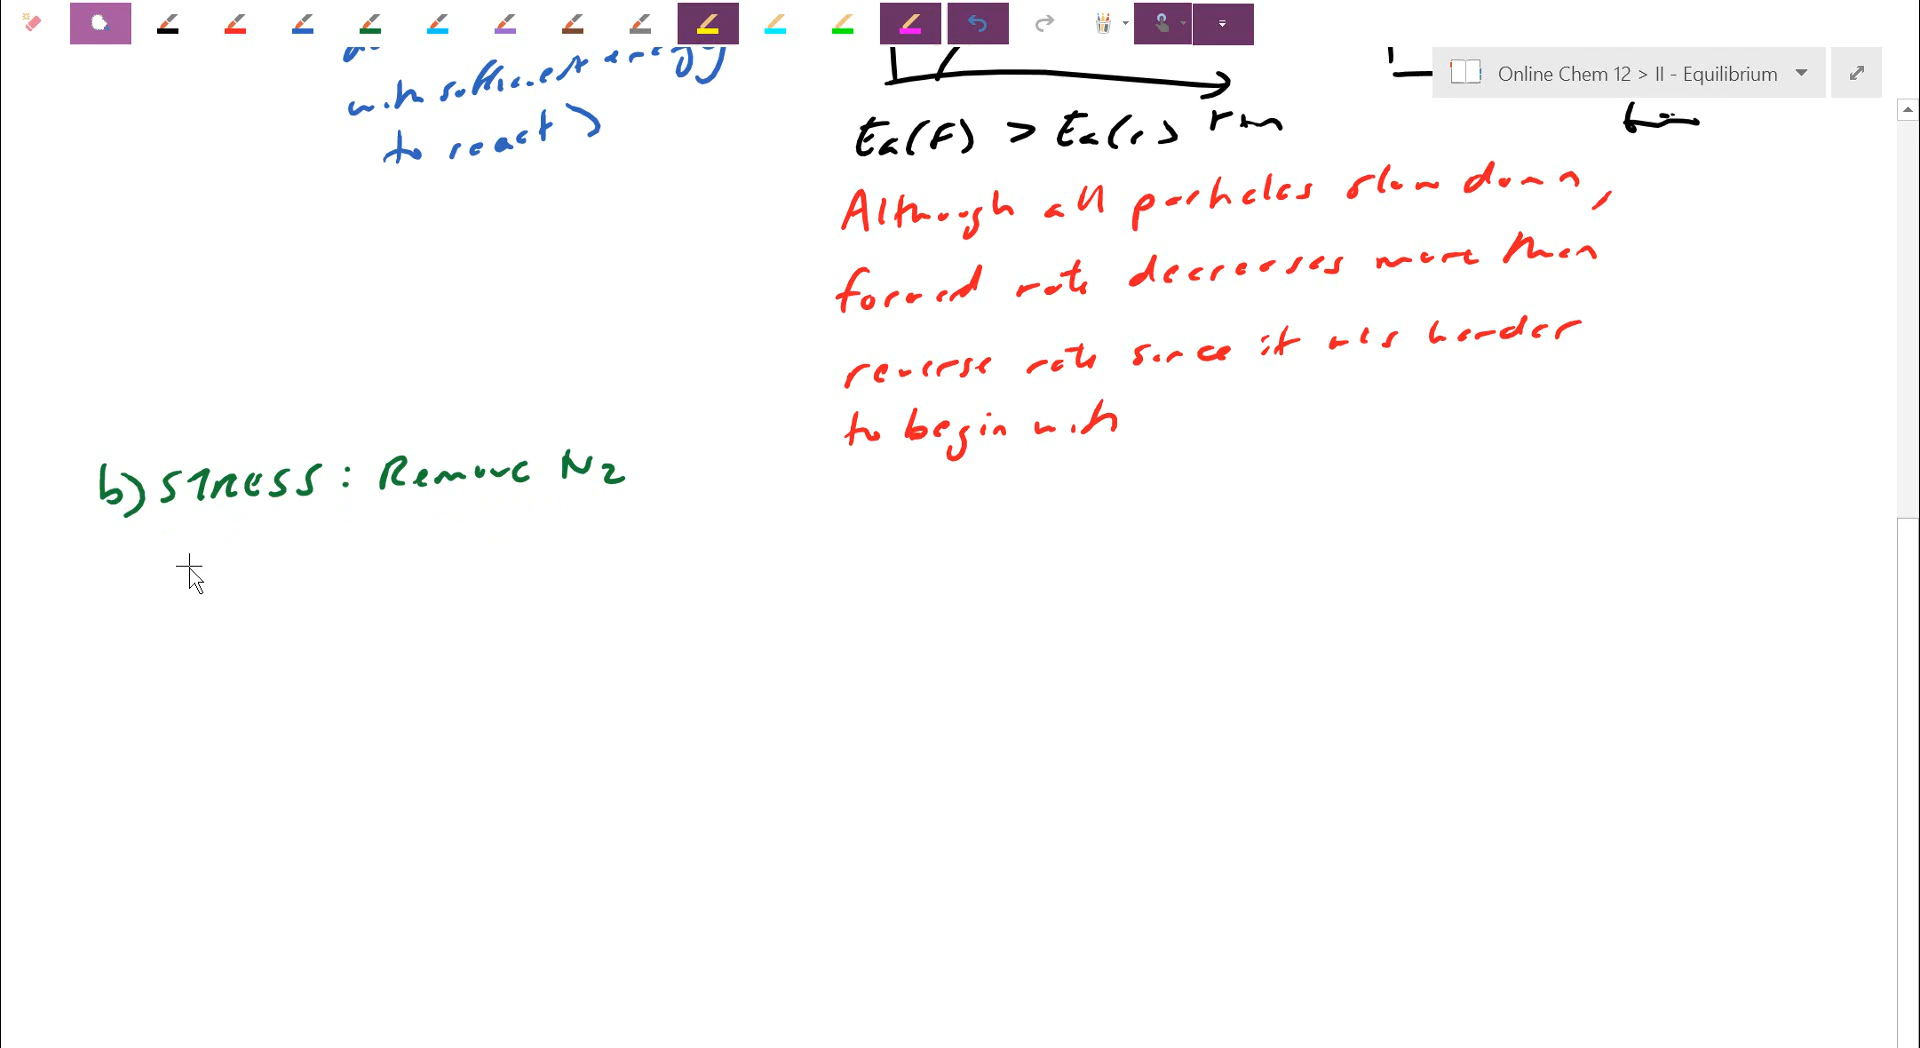 Online Chem 12 > II - Equilibrium
with sufficient energy
to react)
Ea(F) > Ea(r) rxn
Although all particles slow down,
forward rate decreases more than
reverse rate since it was harder
to begin with
b) STRESS: Remove N2